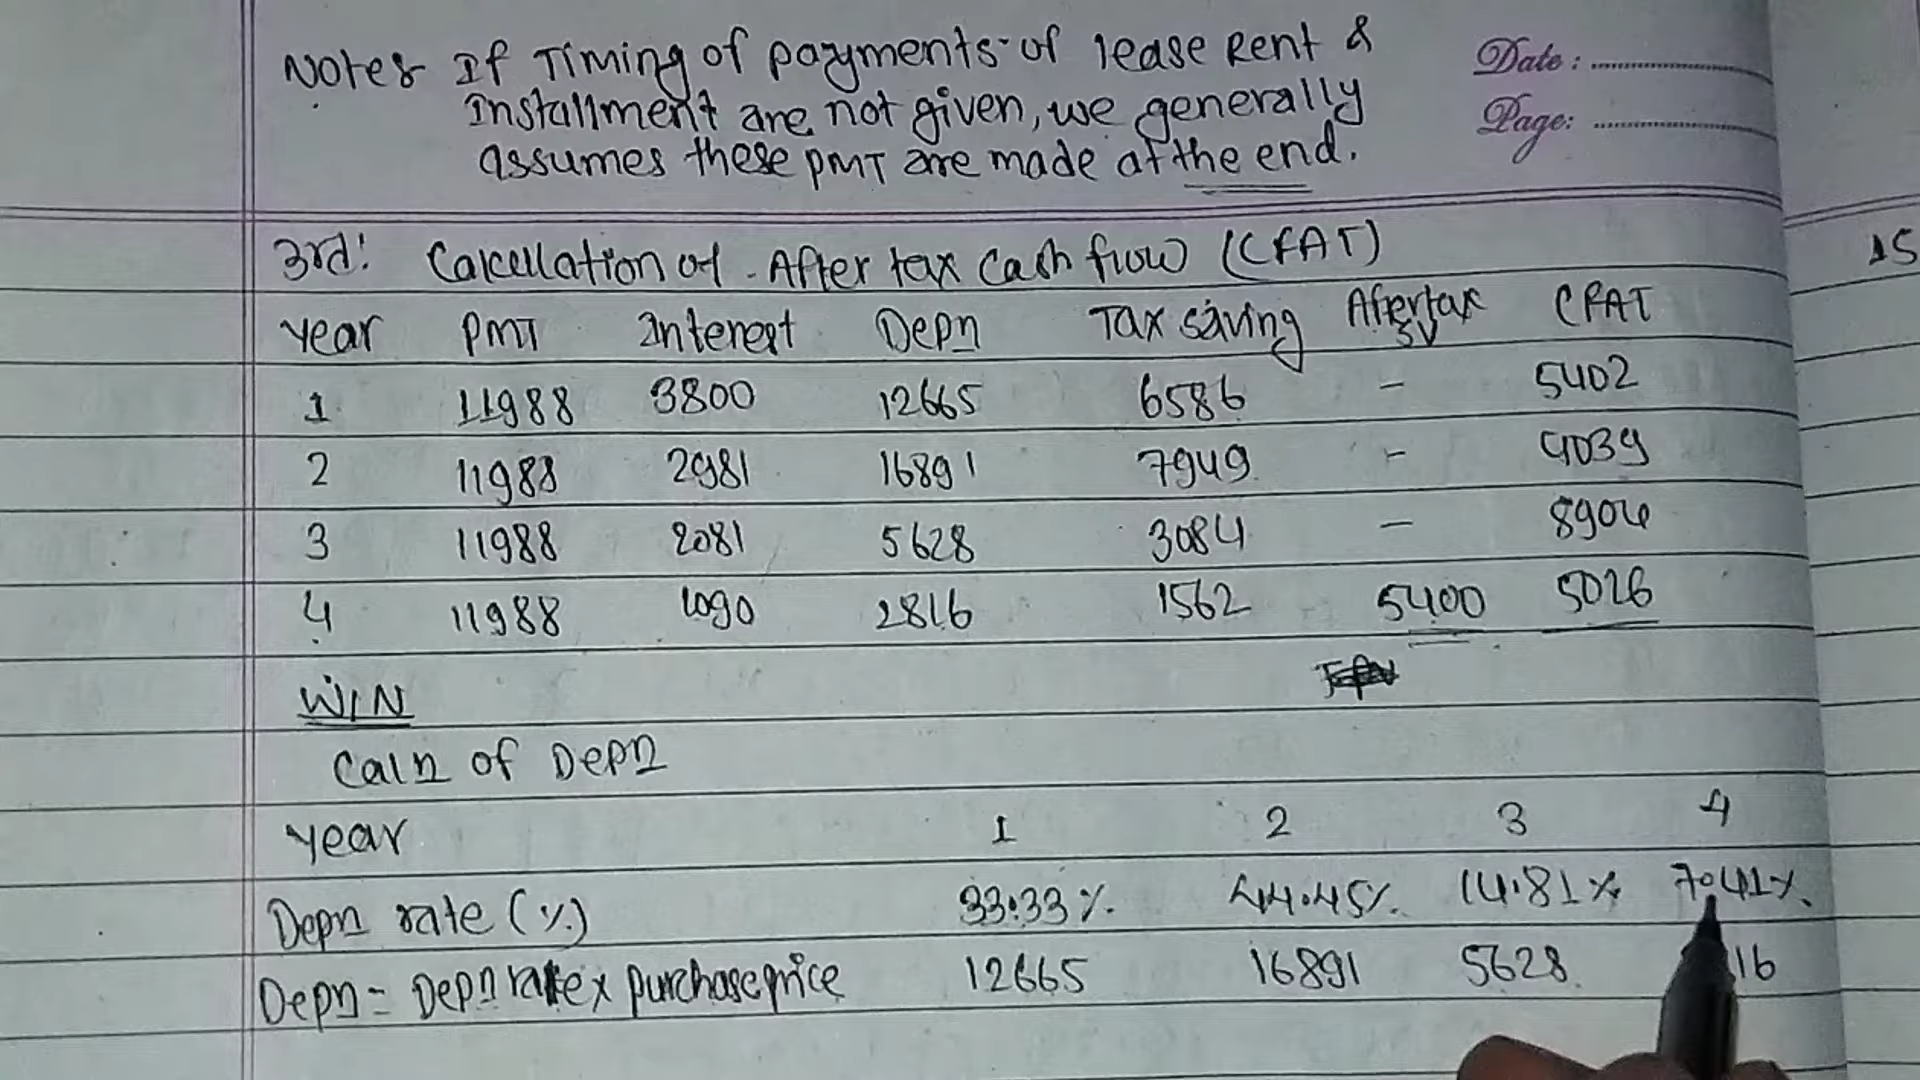 Notes If Timing of payments of lease Rent &
Installment are not given, we generally
assumes these PMT are made at the end.
Date :
Page:
3rd: Calcullation of After tax Cash flow (CFAT)
Year PMT Interest Depn Tax saving Afertax SV CFAT
1 11988 3800 12665 6586 - 5402
2 11988 2981 16891 7949 - 4039
3 11988 2081 5628 3084 - 8904
4 11988 1090 2816 1562 5400 5026
W/N
Caln of Depn
Year 1 2 3 4
Depn rate (%) 33.33% 44.45% 14.81% 7.41%
Depn = Depn rate x purchase price 12665 16891 5628 16
15